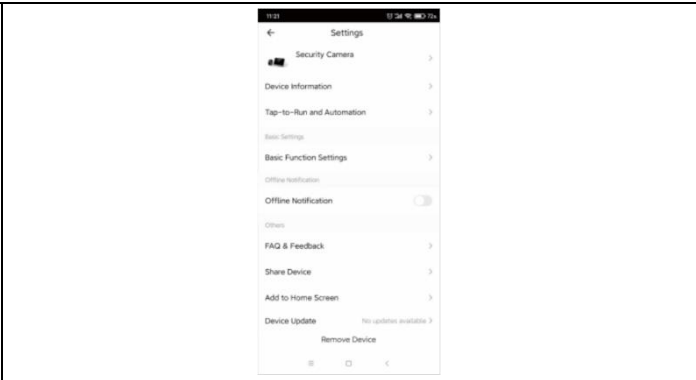 11:21
Settings
Security Camera
Device Information
Tap-to-Run and Automation
Basic Settings
Basic Function Settings
Offline Notification
Offline Notification
Others
FAQ & Feedback
Share Device
Add to Home Screen
Device Update No updates available
Remove Device